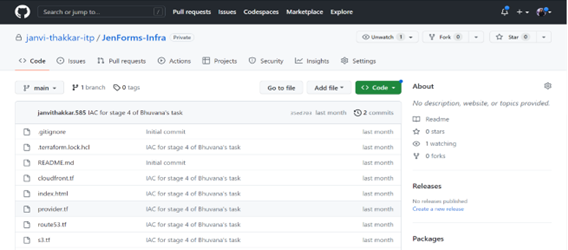 Search or jump to... / Pull requests Issues Codespaces Marketplace Explore
janvi-thakkar-itp / JenForms-Infra Private
Unwatch 1 Fork 0 Star 0
Code Issues Pull requests Actions Projects Security Insights Settings
main 1 branch 0 tags Go to file Add file Code
janvithakkar.585 IAC for stage 4 of Bhuvana's task last month 2 commits
.gitignore Initial commit last month
.terraform.lock.hcl IAC for stage 4 of Bhuvana's task last month
README.md Initial commit last month
cloudfront.tf IAC for stage 4 of Bhuvana's task last month
index.html IAC for stage 4 of Bhuvana's task last month
provider.tf IAC for stage 4 of Bhuvana's task last month
route53.tf IAC for stage 4 of Bhuvana's task last month
s3.tf IAC for stage 4 of Bhuvana's task last month
About
No description, website, or topics provided.
Readme
0 stars
1 watching
0 forks
Releases
No releases published
Create a new release
Packages